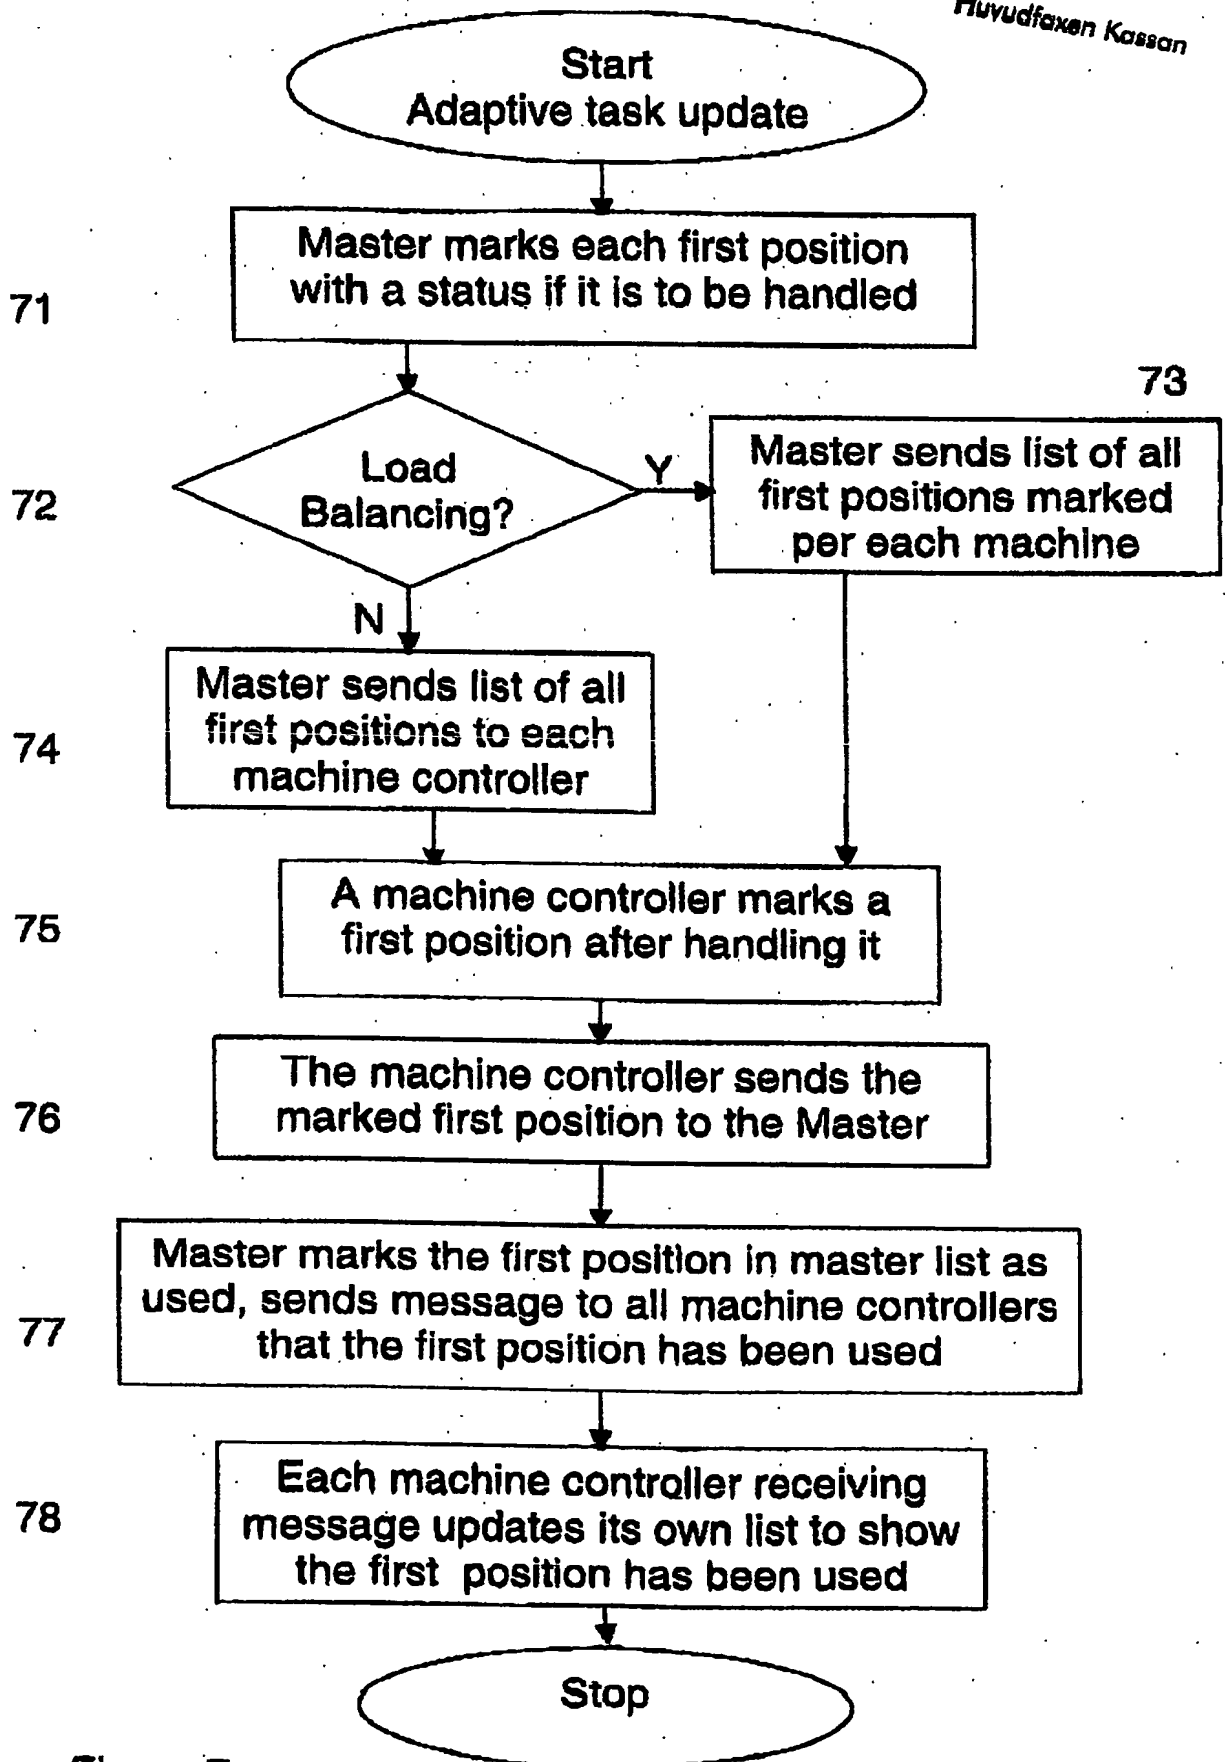 Huvudfaxen Kassan
Start
Adaptive task update
Master marks each first position
with a status if it is to be handled
71
73
Load
Balancing?
Y
72
Master sends list of all
first positions marked
per each machine
N
Master sends list of all
first positions to each
machine controller
74
A machine controller marks a
first position after handling it
75
The machine controller sends the
marked first position to the Master
76
Master marks the first position in master list as
used, sends message to all machine controllers
that the first position has been used
77
Each machine controller receiving
message updates its own list to show
the first position has been used
78
Stop